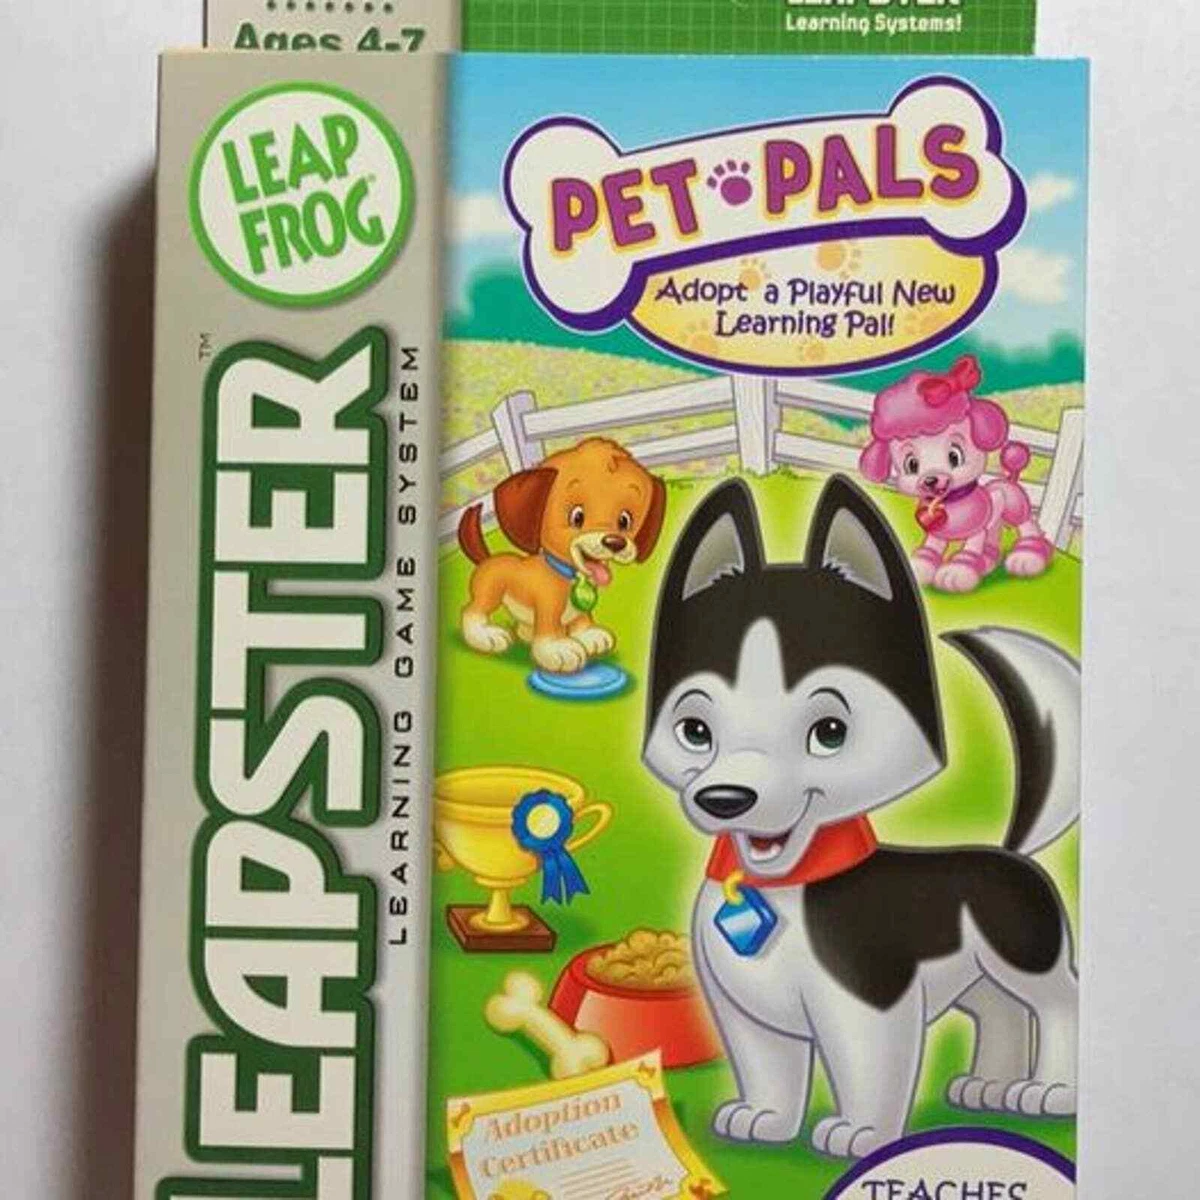 Ages 4-7
Learning Systems!
LEAP
FROG
LEAPSTER
TM
LEARNING GAME SYSTEM
PET PALS
Adopt a Playful New
Learning Pal!
Adoption
Certificate
TEACHES